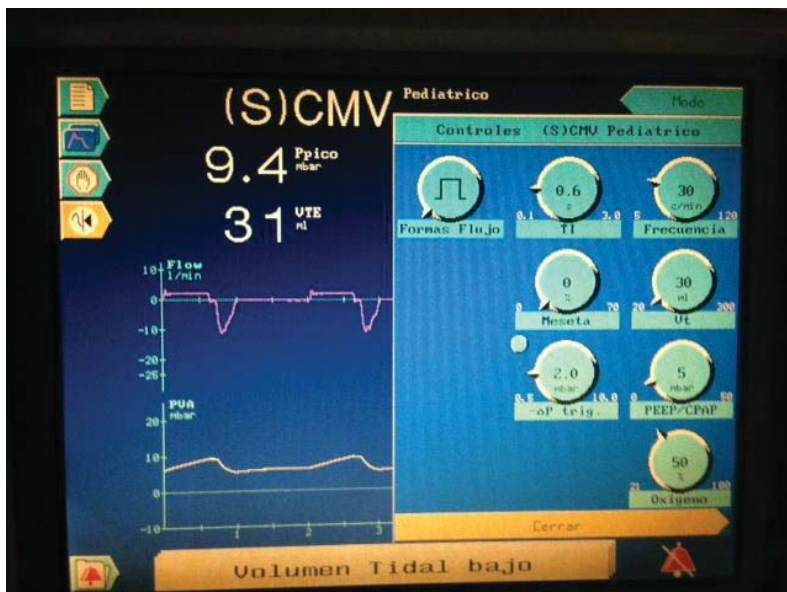 (S)CMV Pediatrico
Modo
Controles (S)CMV Pediatrico
9.4 Ppico
mbar
31 VTE
ml
Formas Flujo
0.6
s
0.1 3.0
TI
30
c/min
5 120
Frecuencia
0
%
0 70
Meseta
30
ml
20 300
Vt
2.0
mbar
0.5 10.0
-ΔP trig.
5
mbar
0 50
PEEP/CPAP
50
%
21 100
Oxigeno
Cerrar
Flow
l/min
10
0
-10
-20
-25
PVA
mbar
20
10
0
-10
1 2 3
Volumen Tidal bajo